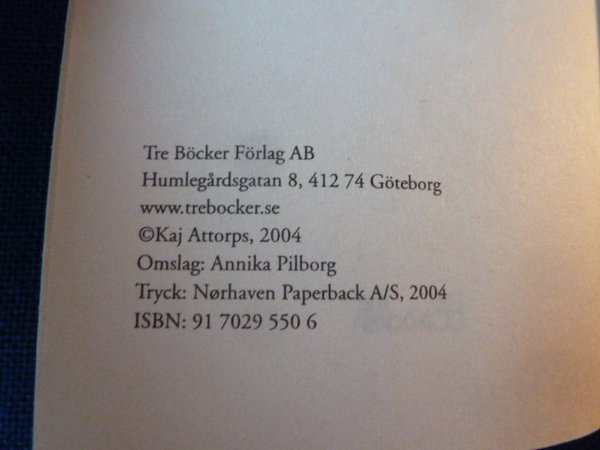 Tre Böcker Förlag AB
Humlegårdsgatan 8, 412 74 Göteborg
www.trebocker.se
©Kaj Attorps, 2004
Omslag: Annika Pilborg
Tryck: Nørhaven Paperback A/S, 2004
ISBN: 91 7029 550 6